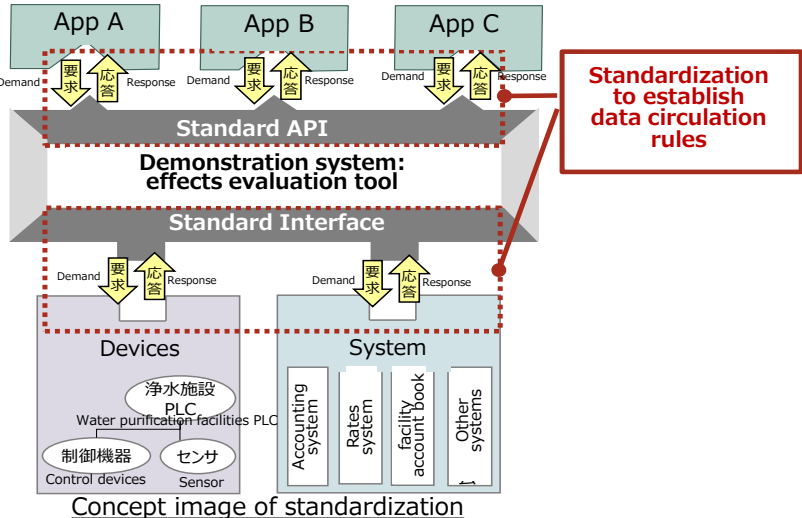 App A
App B
App C
Demand
要求
応答
Response
Demand
要求
応答
Response
Demand
要求
応答
Response
Standardization
to establish
data circulation
rules
Standard API
Demonstration system:
effects evaluation tool
Standard Interface
Demand
要求
応答
Response
Demand
要求
応答
Response
Devices
System
浄水施設
PLC
Water purification facilities PLC
制御機器
センサ
Control devices
Sensor
Accounting
system
Rates
system
facility
account book
Other
systems
Concept image of standardization